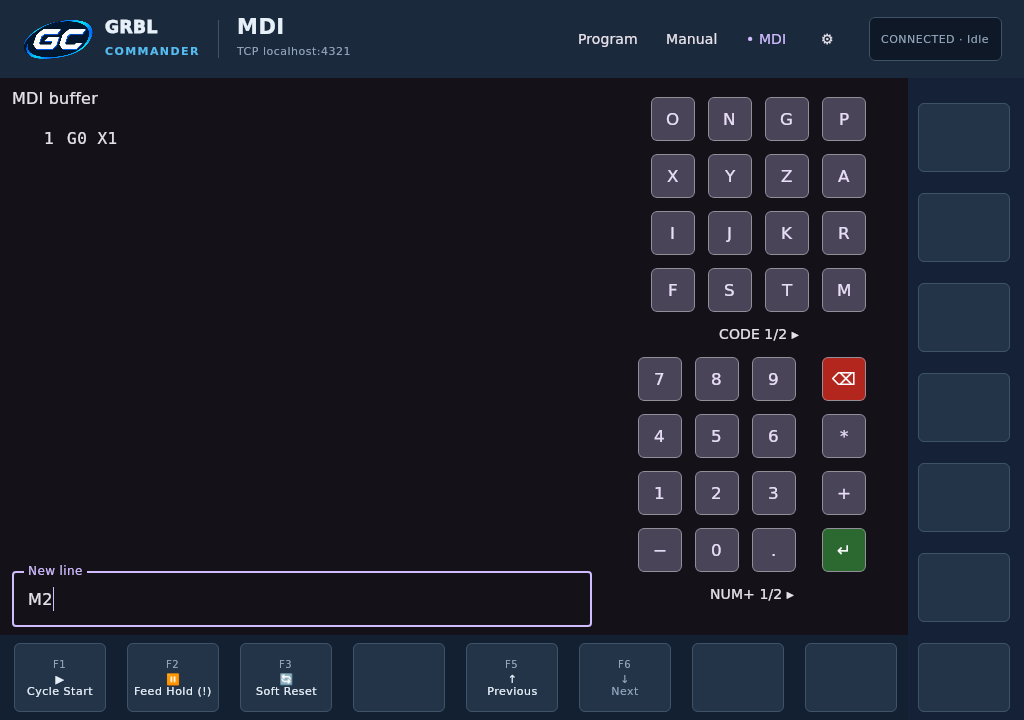 GC GRBL COMMANDER
MDI
TCP localhost:4321
Program Manual • MDI ⚙ CONNECTED · Idle
MDI buffer
1 G0 X1
O N G P
X Y Z A
I J K R
F S T M
CODE 1/2 ▸
7 8 9 ⌫
4 5 6 *
1 2 3 +
− 0 . ↵
NUM+ 1/2 ▸
New line
M2
F1 ▶ Cycle Start
F2 ⏸ Feed Hold (!)
F3 🔄 Soft Reset
F5 ↑ Previous
F6 ↓ Next